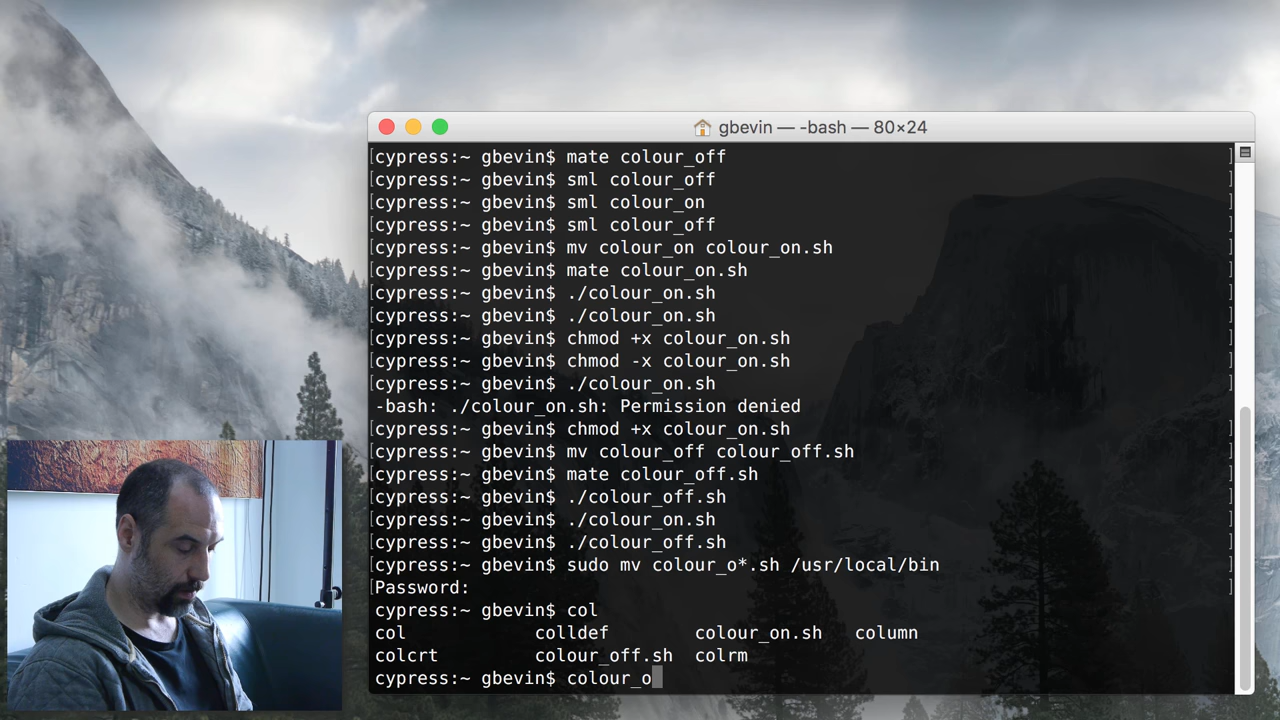 gbevin — -bash — 80×24
[cypress:~ gbevin$ mate colour_off ]
[cypress:~ gbevin$ sml colour_off ]
[cypress:~ gbevin$ sml colour_on ]
[cypress:~ gbevin$ sml colour_off ]
[cypress:~ gbevin$ mv colour_on colour_on.sh ]
[cypress:~ gbevin$ mate colour_on.sh ]
[cypress:~ gbevin$ ./colour_on.sh ]
[cypress:~ gbevin$ ./colour_on.sh ]
[cypress:~ gbevin$ chmod +x colour_on.sh ]
[cypress:~ gbevin$ chmod -x colour_on.sh ]
[cypress:~ gbevin$ ./colour_on.sh ]
-bash: ./colour_on.sh: Permission denied
[cypress:~ gbevin$ chmod +x colour_on.sh ]
[cypress:~ gbevin$ mv colour_off colour_off.sh ]
[cypress:~ gbevin$ mate colour_off.sh ]
[cypress:~ gbevin$ ./colour_off.sh ]
[cypress:~ gbevin$ ./colour_on.sh ]
[cypress:~ gbevin$ ./colour_off.sh ]
[cypress:~ gbevin$ sudo mv colour_o*.sh /usr/local/bin ]
[Password: ]
cypress:~ gbevin$ col
col colldef colour_on.sh column
colcrt colour_off.sh colrm
cypress:~ gbevin$ colour_o